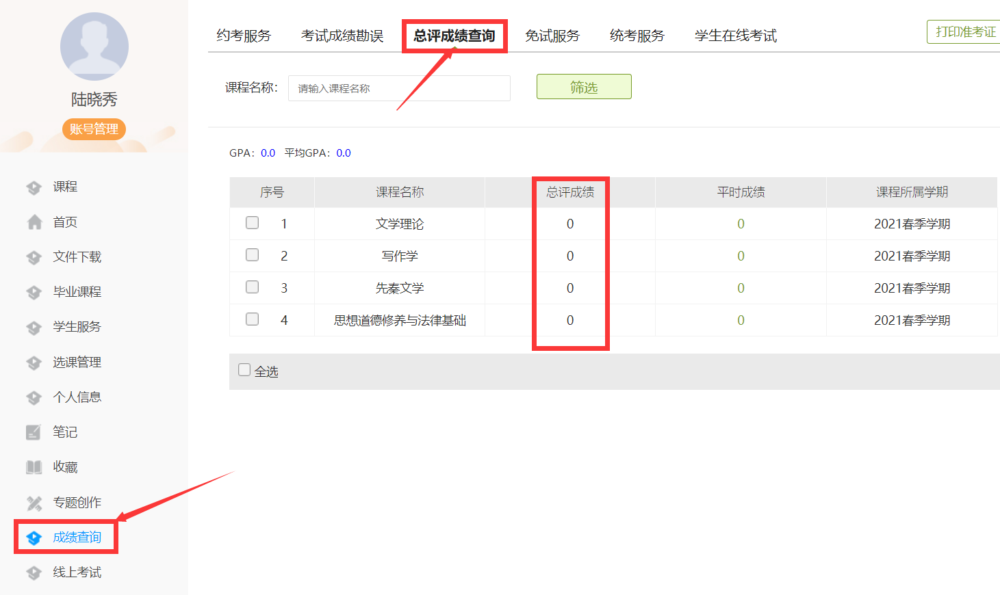 陆晓秀
账号管理
课程
首页
文件下载
毕业课程
学生服务
选课管理
个人信息
笔记
收藏
专题创作
成绩查询
线上考试
约考服务 考试成绩勘误 总评成绩查询 免试服务 统考服务 学生在线考试 打印准考证
课程名称: 请输入课程名称 筛选
GPA: 0.0 平均GPA: 0.0
序号 课程名称 总评成绩 平时成绩 课程所属学期
1 文学理论 0 0 2021春季学期
2 写作学 0 0 2021春季学期
3 先秦文学 0 0 2021春季学期
4 思想道德修养与法律基础 0 0 2021春季学期
全选